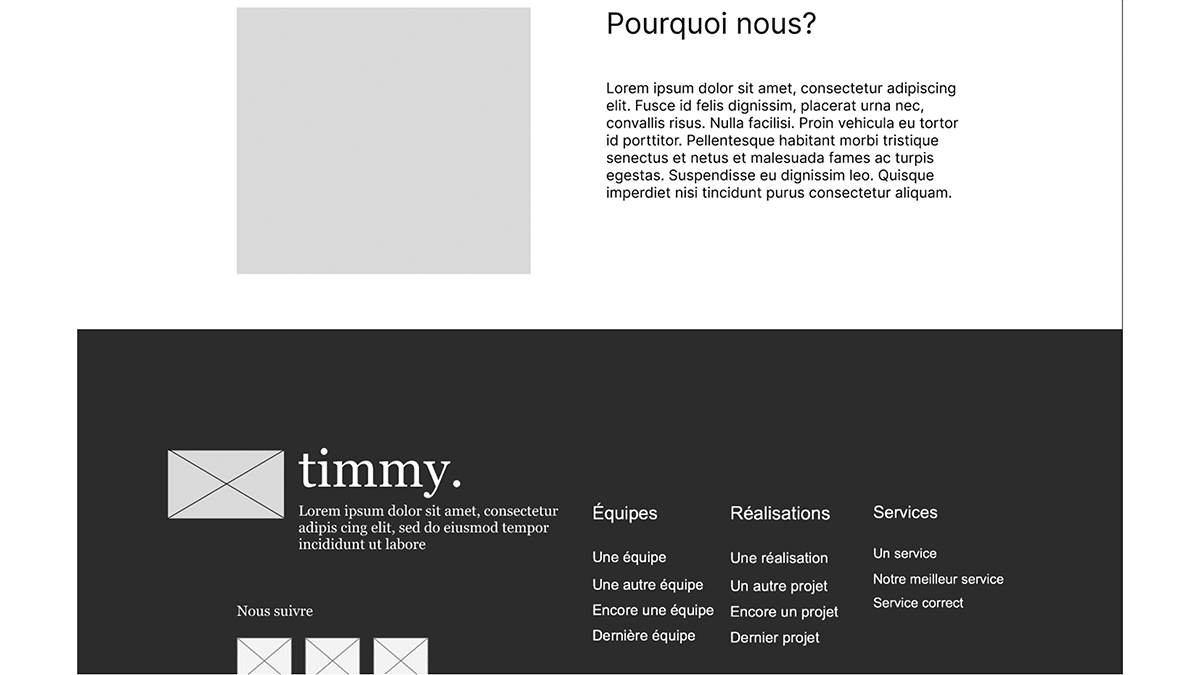 Pourquoi nous?
Lorem ipsum dolor sit amet, consectetur adipiscing
elit. Fusce id felis dignissim, placerat urna nec,
convallis risus. Nulla facilisi. Proin vehicula eu tortor
id porttitor. Pellentesque habitant morbi tristique
senectus et netus et malesuada fames ac turpis
egestas. Suspendisse eu dignissim leo. Quisque
imperdiet nisi tincidunt purus consectetur aliquam.
timmy.
Lorem ipsum dolor sit amet, consectetur
adipis cing elit, sed do eiusmod tempor
incididunt ut labore
Nous suivre
Équipes
Une équipe
Une autre équipe
Encore une équipe
Dernière équipe
Réalisations
Une réalisation
Un autre projet
Encore un projet
Dernier projet
Services
Un service
Notre meilleur service
Service correct